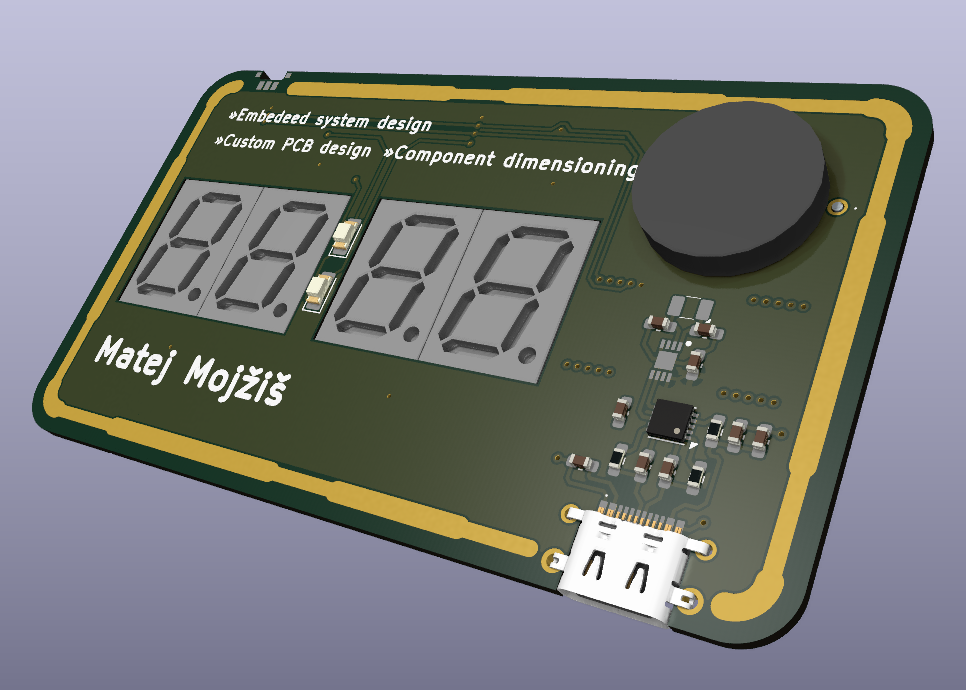 »Embedeed system design
»Custom PCB design »Component dimensioning
Matej Mojžiš